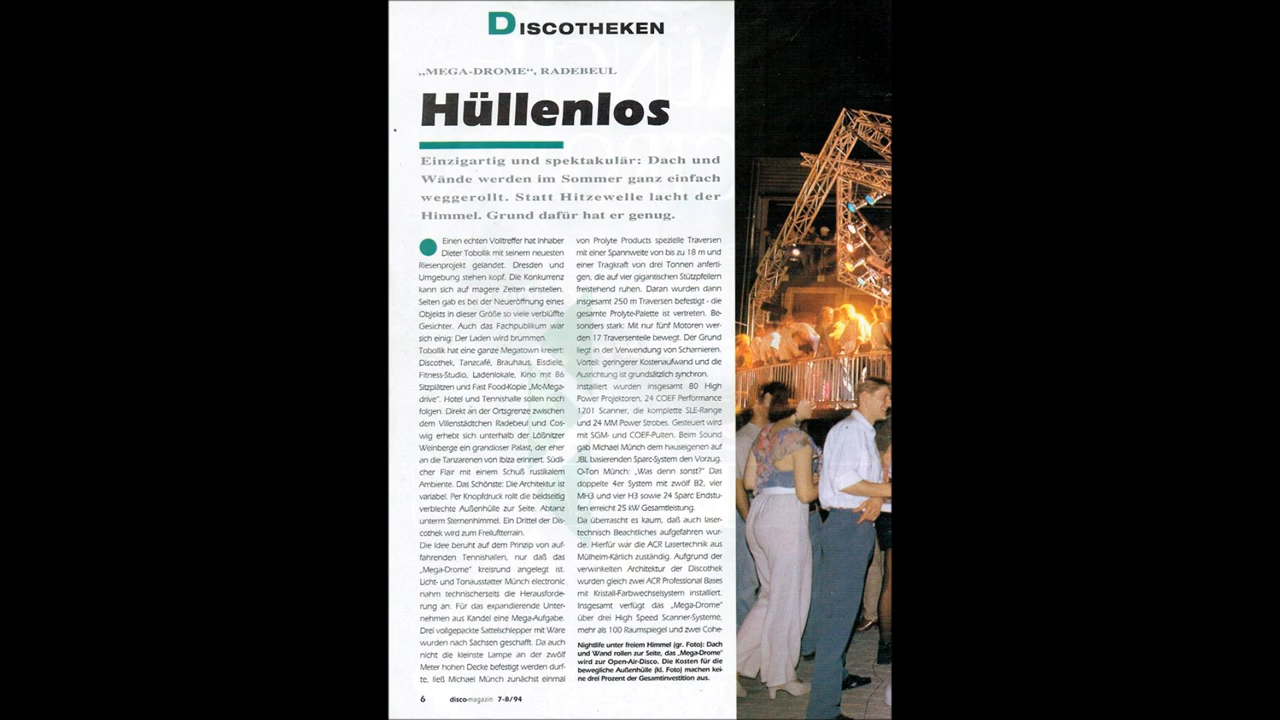 DISCOTHEKEN
„MEGA-DROME“, RADEBEUL
Hüllenlos
Einzigartig und spektakulär: Dach und
Wände werden im Sommer ganz einfach
weggerollt. Statt Hitzewelle lacht der
Himmel. Grund dafür hat er genug.
Einen echten Volltreffer hat Inhaber
Dieter Tobollik mit seinem neuesten
Riesenprojekt gelandet. Dresden und
Umgebung stehen kopf. Die Konkurrenz
kann sich auf magere Zeiten einstellen.
Selten gab es bei der Neueröffnung eines
Objekts in dieser Größe so viele verblüffte
Gesichter. Auch das Fachpublikum war
sich einig: Der Laden wird brummen.
Tobollik hat eine ganze Megatown kreiert:
Discothek, Tanzcafé, Brauhaus, Eisdiele,
Fitness-Studio, Ladenlokale, Kino mit 86
Sitzplätzen und Fast Food-Kopie „Mc-Mega-
drive“. Hotel und Tennishalle sollen noch
folgen. Direkt an der Ortsgrenze zwischen
dem Villenstädtchen Radebeul und Cos-
wig erhebt sich unterhalb der Lößnitzer
Weinberge ein grandioser Palast, der eher
an die Tanzarenen von Ibiza erinnert. Südli-
cher Flair mit einem Schuß rustikalem
Ambiente. Das Schönste: Die Architektur ist
variabel. Per Knopfdruck rollt die beidseitig
verblechte Außenhülle zur Seite. Abtanz
unterm Sternenhimmel. Ein Drittel der Dis-
cothek wird zum Freiluftterrain.
Die Idee beruht auf dem Prinzip von auf-
fahrenden Tennishallen, nur daß das
„Mega-Drome“ kreisrund angelegt ist.
Licht- und Tonausstatter Münch electronic
nahm technischerseits die Herausforde-
rung an. Für das expandierende Unter-
nehmen aus Kandel eine Mega-Aufgabe.
Drei vollgepackte Sattelschlepper mit Ware
wurden nach Sachsen geschafft. Da auch
nicht die kleinste Lampe an der zwölf
Meter hohen Decke befestigt werden durf-
te, ließ Michael Münch zunächst einmal
von Prolyte Products spezielle Traversen
mit einer Spannweite von bis zu 18 m und
einer Tragkraft von drei Tonnen anferti-
gen, die auf vier gigantischen Stützpfeilern
freistehend ruhen. Daran wurden dann
insgesamt 250 m Traversen befestigt - die
gesamte Prolyte-Palette ist vertreten. Be-
sonders stark: Mit nur fünf Motoren wer-
den 17 Traversenteile bewegt. Der Grund
liegt in der Verwendung von Scharnieren.
Vorteil: geringerer Kostenaufwand und die
Ausrichtung ist grundsätzlich synchron.
Installiert wurden insgesamt 80 High
Power Projektoren, 24 COEF Performance
1201 Scanner, die komplette SLE-Range
und 24 MM Power Strobes. Gesteuert wird
mit SGM- und COEF-Pulten. Beim Sound
gab Michael Münch dem hauseigenen auf
JBL basierenden Sparc-System den Vorzug.
O-Ton Münch: „Was denn sonst?“ Das
doppelte 4er System mit zwölf B2, vier
MH3 und vier H3 sowie 24 Sparc Endstu-
fen erreicht 25 kW Gesamtleistung.
Da überrascht es kaum, daß auch laser-
technisch Beachtliches aufgefahren wur-
de. Hierfür war die ACR Lasertechnik aus
Mülheim-Kärlich zuständig. Aufgrund der
verwinkelten Architektur der Discothek
wurden gleich zwei ACR Professional Bases
mit Kristall-Farbwechselsystem installiert.
Insgesamt verfügt das „Mega-Drome“
über drei High Speed Scanner-Systeme,
mehr als 100 Raumspiegel und zwei Cohe-
Nightlife unter freiem Himmel (gr. Foto): Dach
und Wand rollen zur Seite, das „Mega-Drome“
wird zur Open-Air-Disco. Die Kosten für die
bewegliche Außenhülle (kl. Foto) machen kei-
ne drei Prozent der Gesamtinvestition aus.
6 disco-magazin 7-8/94